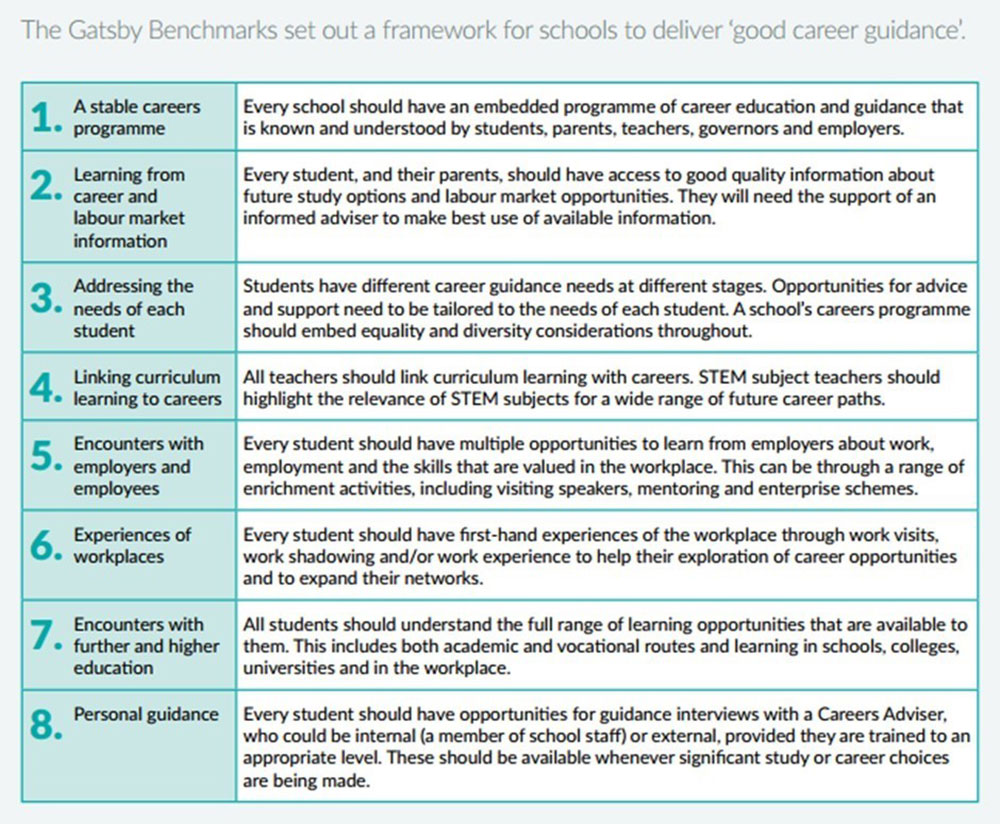 The Gatsby Benchmarks set out a framework for schools to deliver ‘good career guidance’.
1. A stable careers
programme
Every school should have an embedded programme of career education and guidance that
is known and understood by students, parents, teachers, governors and employers.
2. Learning from
career and
labour market
information
Every student, and their parents, should have access to good quality information about
future study options and labour market opportunities. They will need the support of an
informed adviser to make best use of available information.
3. Addressing the
needs of each
student
Students have different career guidance needs at different stages. Opportunities for advice
and support need to be tailored to the needs of each student. A school’s careers programme
should embed equality and diversity considerations throughout.
4. Linking curriculum
learning to careers
All teachers should link curriculum learning with careers. STEM subject teachers should
highlight the relevance of STEM subjects for a wide range of future career paths.
5. Encounters with
employers and
employees
Every student should have multiple opportunities to learn from employers about work,
employment and the skills that are valued in the workplace. This can be through a range of
enrichment activities, including visiting speakers, mentoring and enterprise schemes.
6. Experiences of
workplaces
Every student should have first-hand experiences of the workplace through work visits,
work shadowing and/or work experience to help their exploration of career opportunities
and to expand their networks.
7. Encounters with
further and higher
education
All students should understand the full range of learning opportunities that are available to
them. This includes both academic and vocational routes and learning in schools, colleges,
universities and in the workplace.
8. Personal guidance
Every student should have opportunities for guidance interviews with a Careers Adviser,
who could be internal (a member of school staff) or external, provided they are trained to an
appropriate level. These should be available whenever significant study or career choices
are being made.